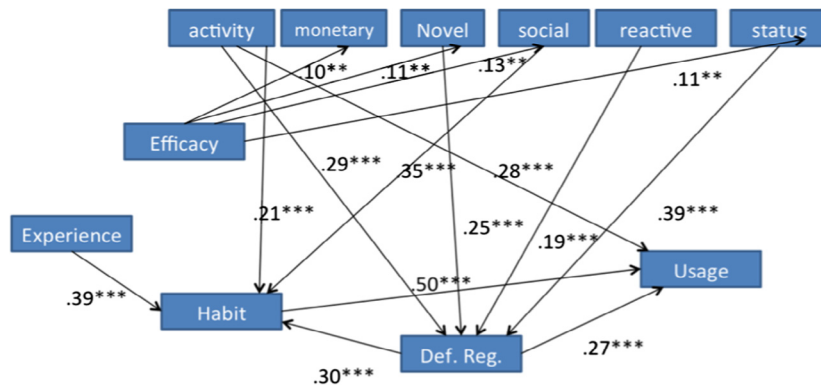 activity monetary Novel social reactive status
.10** .11** .13** .11**
Efficacy
.29*** .35*** .28***
.21*** .39***
Experience .25*** .19***
.39*** .50*** Usage
Habit
Def. Reg. .27***
.30***